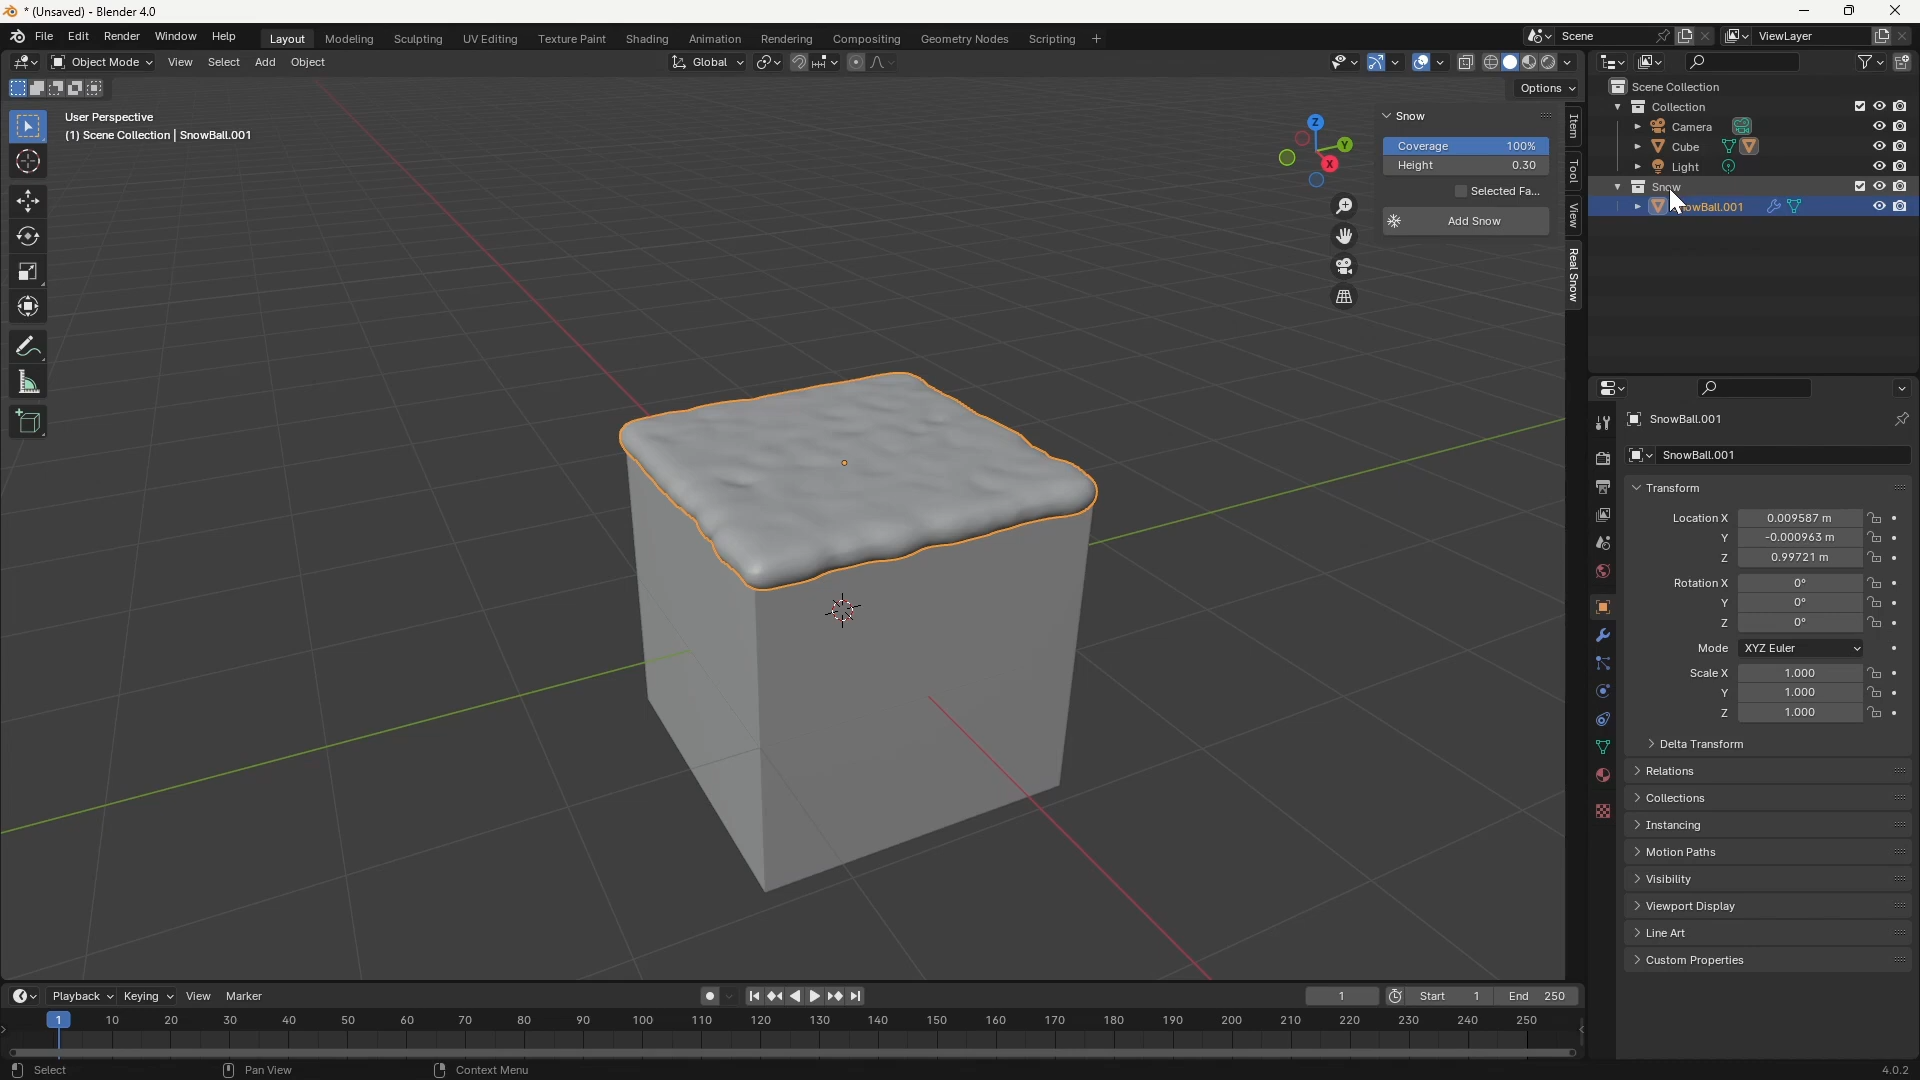 * (Unsaved) - Blender 4.0
File Edit Render Window Help
Layout Modeling Sculpting UV Editing Texture Paint Shading Animation Rendering Compositing Geometry Nodes Scripting +
Scene
ViewLayer
Object Mode View Select Add Object
Global
Options
User Perspective
(1) Scene Collection | SnowBall.001
Z
Y
X
Snow
Coverage 100%
Height 0.30
Selected Fa...
Add Snow
Item
Tool
View
Real Snow
Scene Collection
Collection
Camera
Cube
Light
Snow
owBall.001
SnowBall.001
SnowBall.001
Transform
Location X 0.009587 m
Y -0.000963 m
Z 0.99721 m
Rotation X 0°
Y 0°
Z 0°
Mode XYZ Euler
Scale X 1.000
Y 1.000
Z 1.000
Delta Transform
Relations
Collections
Instancing
Motion Paths
Visibility
Viewport Display
Line Art
Custom Properties
Playback Keying View Marker
1
Start 1
End 250
1 10 20 30 40 50 60 70 80 90 100 110 120 130 140 150 160 170 180 190 200 210 220 230 240 250
Select
Pan View
Context Menu
4.0.2